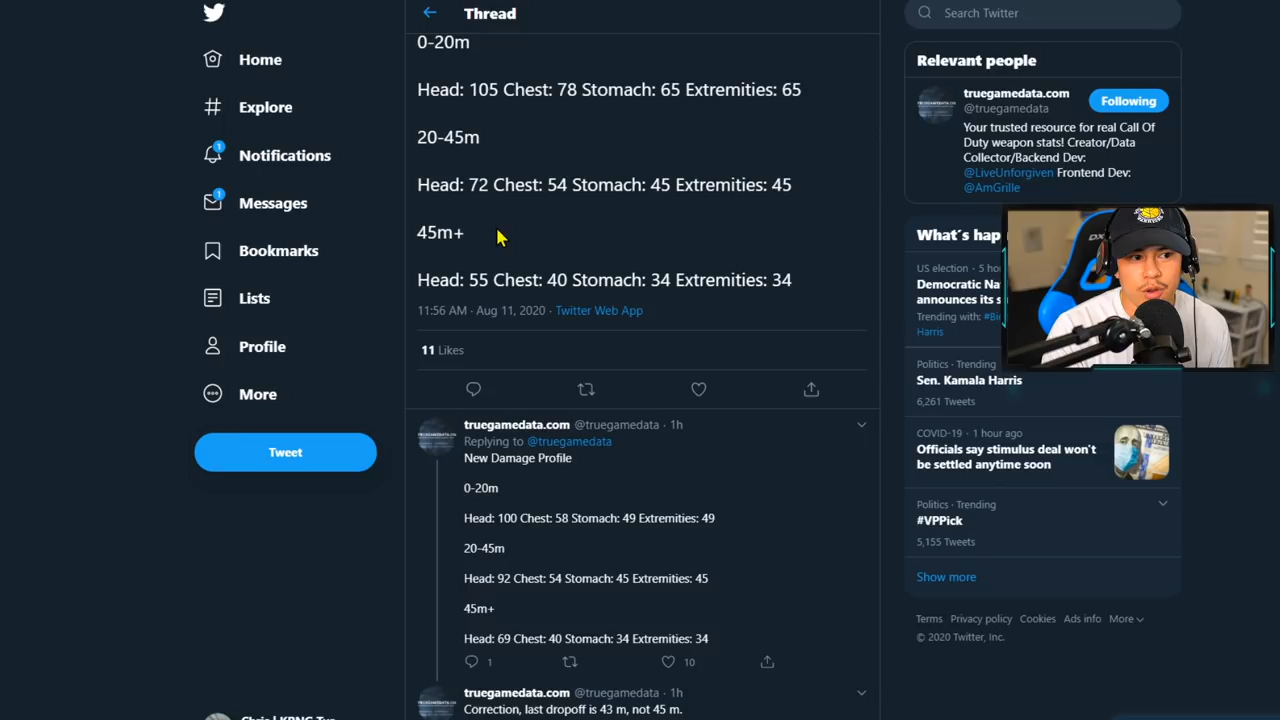 Home
Explore
1
Notifications
1
Messages
Bookmarks
Lists
Profile
More
Tweet
Thread
0-20m
Head: 105 Chest: 78 Stomach: 65 Extremities: 65
20-45m
Head: 72 Chest: 54 Stomach: 45 Extremities: 45
45m+
Head: 55 Chest: 40 Stomach: 34 Extremities: 34
11:56 AM · Aug 11, 2020 · Twitter Web App
11 Likes
truegamedata.com @truegamedata · 1h
Replying to @truegamedata
New Damage Profile
0-20m
Head: 100 Chest: 58 Stomach: 49 Extremities: 49
20-45m
Head: 92 Chest: 54 Stomach: 45 Extremities: 45
45m+
Head: 69 Chest: 40 Stomach: 34 Extremities: 34
1
10
truegamedata.com @truegamedata · 1h
Correction, last dropoff is 43 m, not 45 m.
Search Twitter
Relevant people
truegamedata.com
@truegamedata
Following
Your trusted resource for real Call Of
Duty weapon stats! Creator/Data
Collector/Backend Dev:
@LiveUnforgiven Frontend Dev:
@AmGrille
What's hap
US election · 5 ho
Democratic Na
announces its s
Trending with:
Harris
Politics · Trending
Sen. Kamala Harris
6,261 Tweets
COVID-19 · 1 hour ago
Officials say stimulus deal won't
be settled anytime soon
Politics · Trending
#VPPick
5,155 Tweets
Show more
Terms Privacy policy Cookies Ads info More
© 2020 Twitter, Inc.